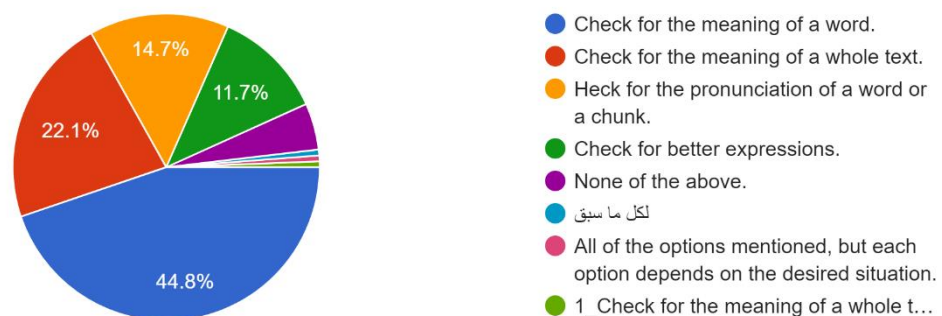 14.7%
11.7%
22.1%
44.8%
Check for the meaning of a word.
Check for the meaning of a whole text.
Heck for the pronunciation of a word or
a chunk.
Check for better expressions.
None of the above.
لكل ما سبق
All of the options mentioned, but each
option depends on the desired situation.
1_Check for the meaning of a whole t…